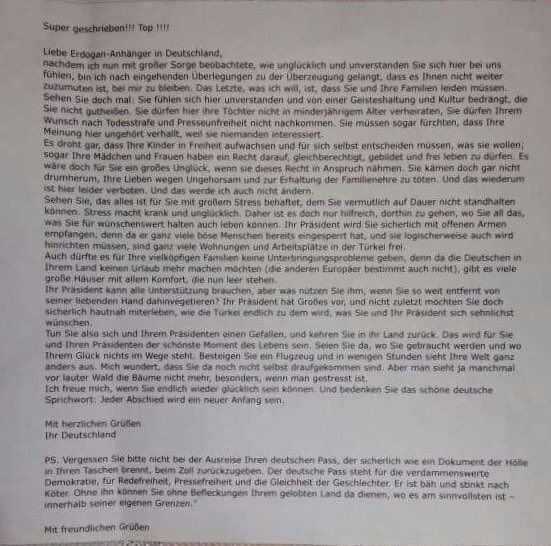 Super geschrieben!!! Top !!!!
Liebe Erdogan-Anhänger in Deutschland,
nachdem ich nun mit großer Sorge beobachtete, wie unglücklich und unverstanden Sie sich hier bei uns
fühlen, bin ich nach eingehenden Überlegungen zu der Überzeugung gelangt, dass es Ihnen nicht weiter
zuzumuten ist, bei mir zu bleiben. Das Letzte, was ich will, ist, dass Sie und Ihre Familien leiden müssen.
Sehen Sie doch mal: Sie fühlen sich hier unverstanden und von einer Geisteshaltung und Kultur bedrängt, die
Sie nicht gutheißen. Sie dürfen hier ihre Töchter nicht in minderjährigem Alter verheiraten, Sie dürfen Ihrem
Wunsch nach Todesstrafe und Presseunfreiheit nicht nachkommen. Sie müssen sogar fürchten, dass Ihre
Meinung hier ungehört verhallt, weil sie niemanden interessiert.
Es droht gar, dass Ihre Kinder in Freiheit aufwachsen und für sich selbst entscheiden müssen, was sie wollen;
sogar Ihre Mädchen und Frauen haben ein Recht darauf, gleichberechtigt, gebildet und frei leben zu dürfen. Es
wäre doch für Sie ein großes Unglück, wenn sie dieses Recht in Anspruch nähmen. Sie kämen doch gar nicht
drumherum, Ihre Lieben wegen Ungehorsam und zur Erhaltung der Familienehre zu töten. Und das wiederum
ist hier leider verboten. Und das werde ich auch nicht ändern.
Sehen Sie, das alles ist für Sie mit großem Stress behaftet, dem Sie vermutlich auf Dauer nicht standhalten
können. Stress macht krank und unglücklich. Daher ist es doch nur hilfreich, dorthin zu gehen, wo Sie all das,
was Sie für wünschenswert halten auch leben können. Ihr Präsident wird Sie sicherlich mit offenen Armen
empfangen, denn da er ganz viele böse Menschen bereits eingesperrt hat, und sie logischerweise auch wird
hinrichten müssen, sind ganz viele Wohnungen und Arbeitsplätze in der Türkei frei.
Auch dürfte es für Ihre vielköpfigen Familien keine Unterbringungsprobleme geben, denn da die Deutschen in
Ihrem Land keinen Urlaub mehr machen möchten (die anderen Europäer bestimmt auch nicht), gibt es viele
große Häuser mit allem Komfort, die nun leer stehen.
Ihr Präsident kann alle Unterstützung brauchen, aber was nützen Sie ihm, wenn Sie so weit entfernt von
seiner liebenden Hand dahinvegetieren? Ihr Präsident hat Großes vor, und nicht zuletzt möchten Sie doch
sicherlich hautnah miterleben, wie die Türkei endlich zu dem wird, was Sie und Ihr Präsident sich sehnlichst
wünschen.
Tun Sie also sich und Ihrem Präsidenten einen Gefallen, und kehren Sie in ihr Land zurück. Das wird für Sie
und Ihren Präsidenten der schönste Moment des Lebens sein. Seien Sie da, wo Sie gebraucht werden und wo
Ihrem Glück nichts im Wege steht. Besteigen Sie ein Flugzeug und in wenigen Stunden sieht Ihre Welt ganz
anders aus. Mich wundert, dass Sie da noch nicht selbst draufgekommen sind. Aber man sieht ja manchmal
vor lauter Wald die Bäume nicht mehr, besonders, wenn man gestresst ist.
Ich freue mich, wenn Sie endlich wieder glücklich sein können. Und bedenken Sie das schöne deutsche
Sprichwort: Jeder Abschied wird ein neuer Anfang sein.
Mit herzlichen Grüßen
Ihr Deutschland
PS. Vergessen Sie bitte nicht bei der Ausreise Ihren deutschen Pass, der sicherlich wie ein Dokument der Hölle
in Ihren Taschen brennt, beim Zoll zurückzugeben. Der deutsche Pass steht für die verdammenswerte
Demokratie, für Redefreiheit, Pressefreiheit und die Gleichheit der Geschlechter. Er ist bäh und stinkt nach
Köter. Ohne ihn können Sie ohne Befleckungen Ihrem gelobten Land da dienen, wo es am sinnvollsten ist –
innerhalb seiner eigenen Grenzen."
Mit freundlichen Grüßen